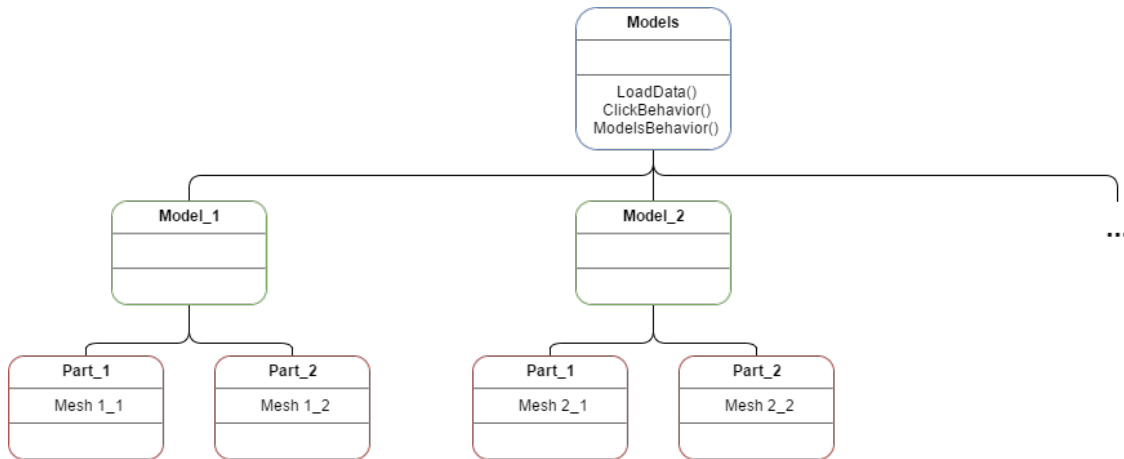 Models
LoadData()
ClickBehavior()
ModelsBehavior()
Model_1
Model_2
...
Part_1
Part_2
Part_1
Part_2
Mesh 1_1
Mesh 1_2
Mesh 2_1
Mesh 2_2